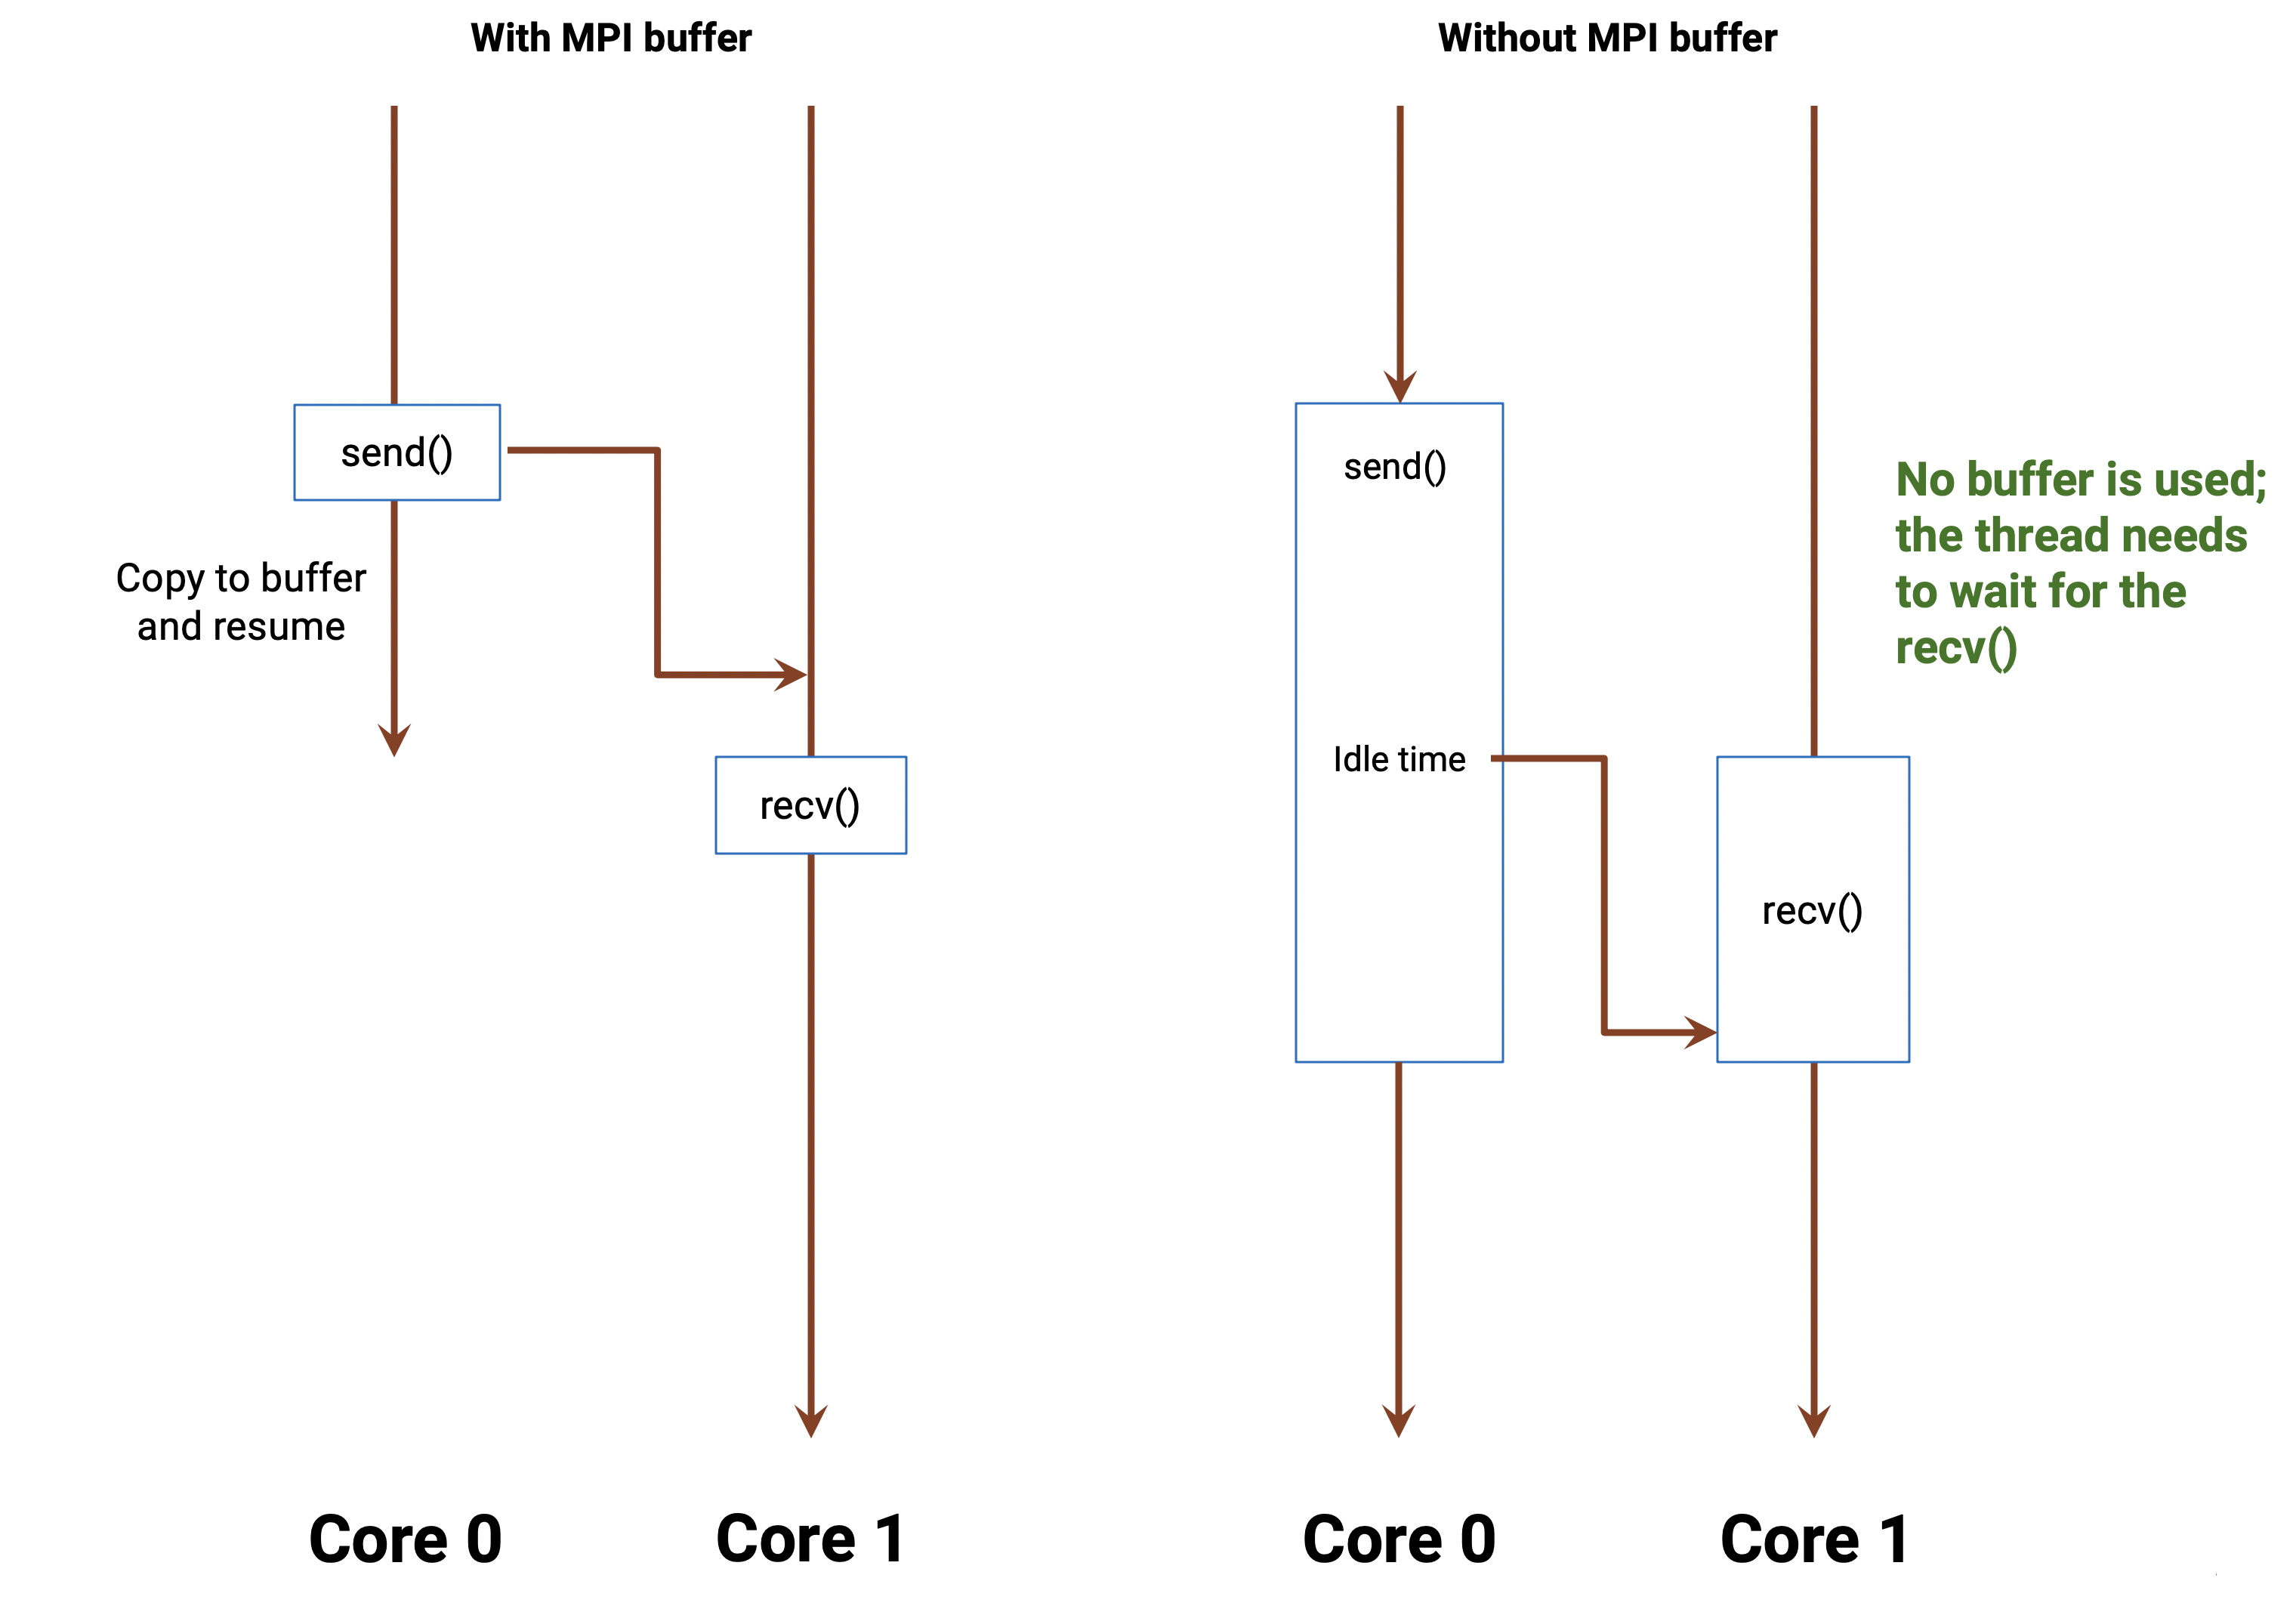 With MPI buffer
send()
Copy to buffer
and resume
recv()
Core 0
Core 1
Without MPI buffer
send()
Idle time
recv()
No buffer is used;
the thread needs
to wait for the
recv()
Core 0
Core 1